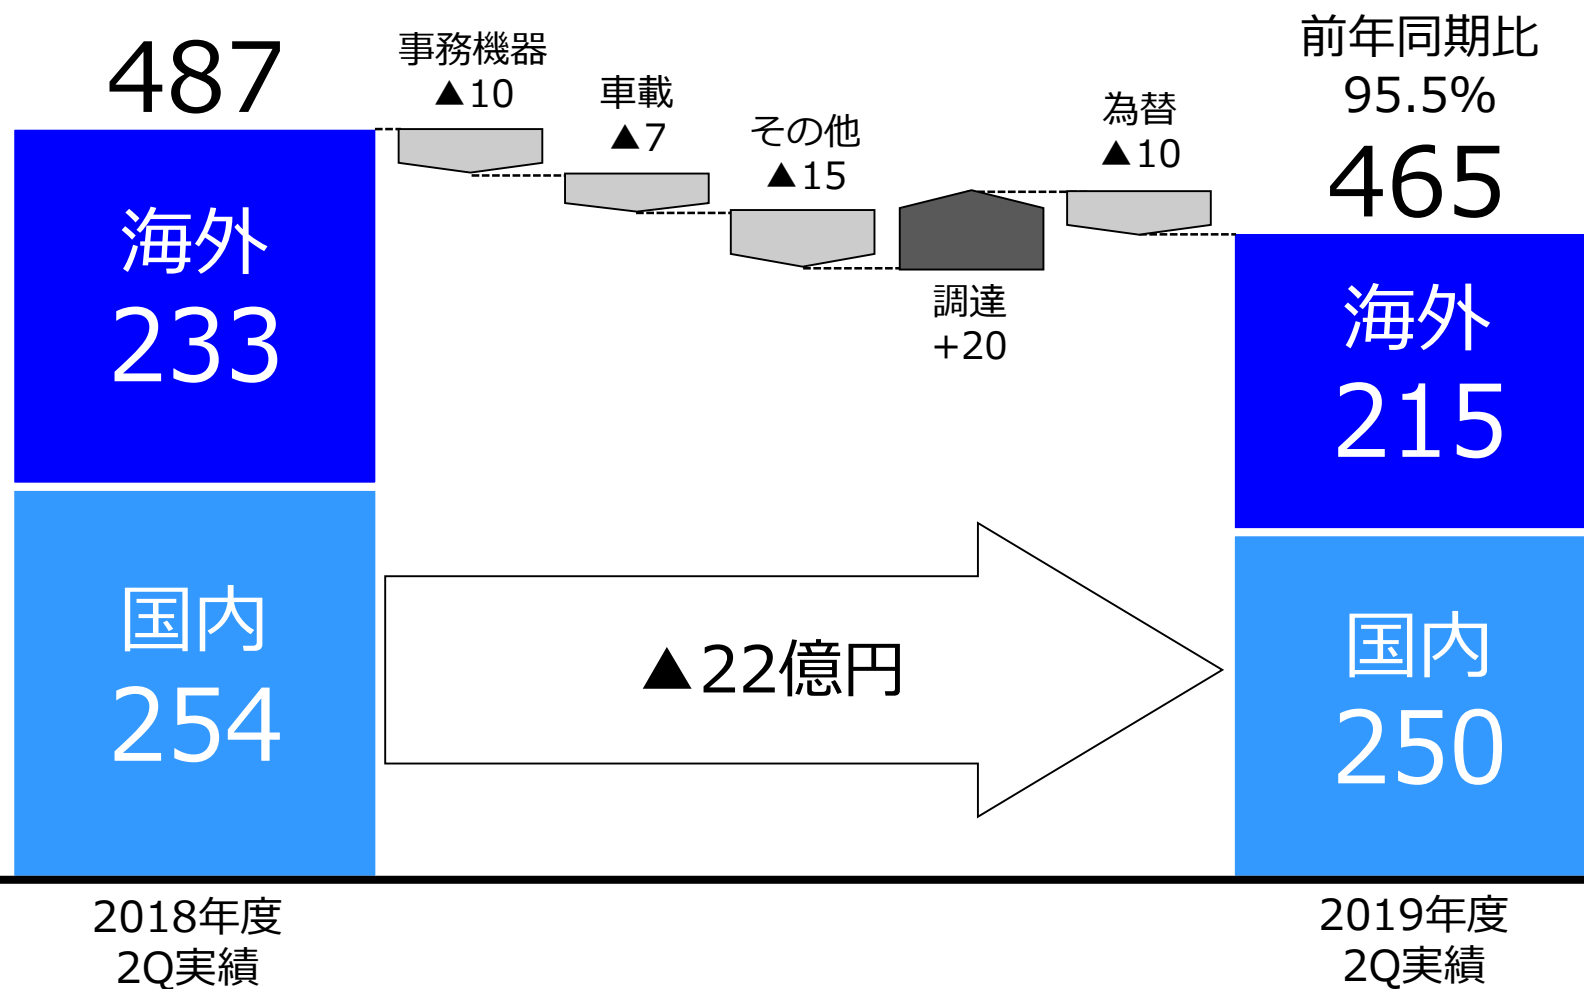 487
海外
233
国内
254
2018年度
2Q実績
事務機器
▲10
車載
▲7
その他
▲15
調達
+20
為替
▲10
▲22億円
前年同期比
95.5%
465
海外
215
国内
250
2019年度
2Q実績